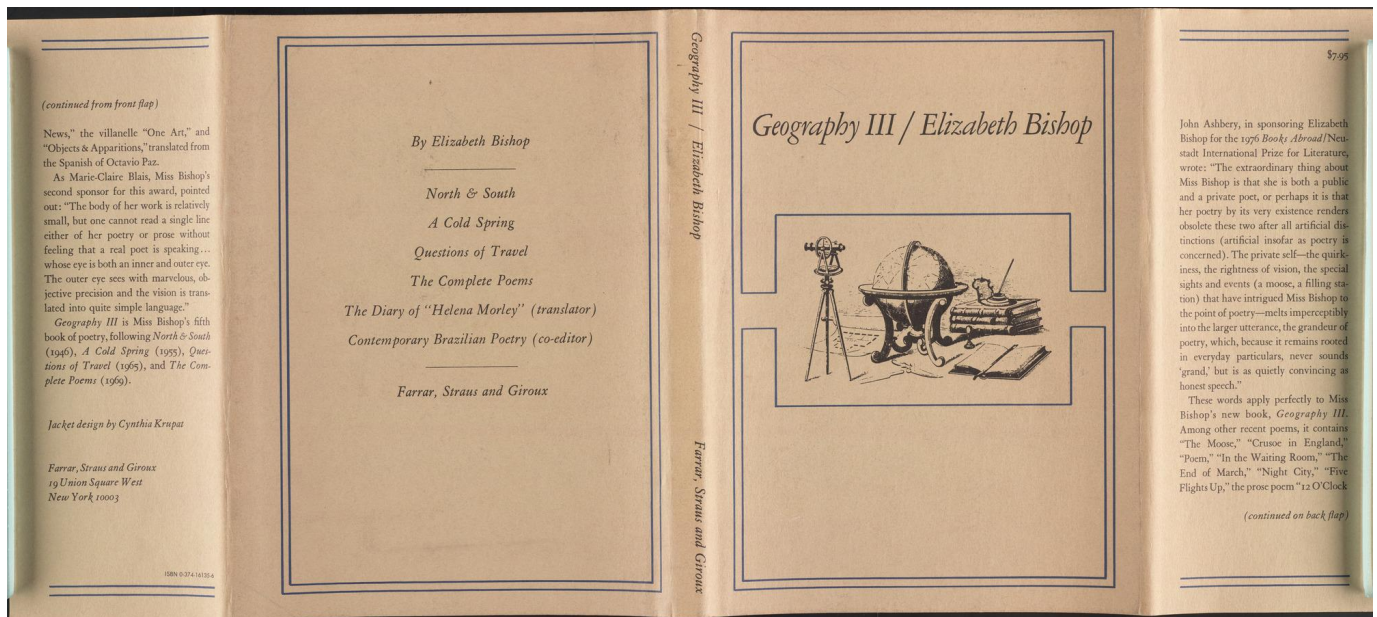 (continued from front flap)
News,” the villanelle “One Art,” and
“Objects & Apparitions,” translated from
the Spanish of Octavio Paz.
As Marie-Claire Blais, Miss Bishop's
second sponsor for this award, pointed
out: “The body of her work is relatively
small, but one cannot read a single line
either of her poetry or prose without
feeling that a real poet is speaking...
whose eye is both an inner and outer eye.
The outer eye sees with marvelous, ob-
jective precision and the vision is trans-
lated into quite simple language.”
Geography III is Miss Bishop's fifth
book of poetry, following North & South
(1946), A Cold Spring (1955), Ques-
tions of Travel (1965), and The Com-
plete Poems (1969).
Jacket design by Cynthia Krupat
Farrar, Straus and Giroux
19 Union Square West
New York 10003
ISBN 0-374-16135-6
By Elizabeth Bishop
North & South
A Cold Spring
Questions of Travel
The Complete Poems
The Diary of “Helena Morley” (translator)
Contemporary Brazilian Poetry (co-editor)
Farrar, Straus and Giroux
Geography III / Elizabeth Bishop
Farrar, Straus and Giroux
Geography III / Elizabeth Bishop
$7.95
John Ashbery, in sponsoring Elizabeth
Bishop for the 1976 Books Abroad/Neu-
stadt International Prize for Literature,
wrote: “The extraordinary thing about
Miss Bishop is that she is both a public
and a private poet, or perhaps it is that
her poetry by its very existence renders
obsolete these two after all artificial dis-
tinctions (artificial insofar as poetry is
concerned). The private self—the quirk-
iness, the rightness of vision, the special
sights and events (a moose, a filling sta-
tion) that have intrigued Miss Bishop to
the point of poetry—melts imperceptibly
into the larger utterance, the grandeur of
poetry, which, because it remains rooted
in everyday particulars, never sounds
‘grand,’ but is as quietly convincing as
honest speech.”
These words apply perfectly to Miss
Bishop's new book, Geography III.
Among other recent poems, it contains
“The Moose,” “Crusoe in England,”
“Poem,” “In the Waiting Room,” “The
End of March,” “Night City,” “Five
Flights Up,” the prose poem “12 O'Clock
(continued on back flap)